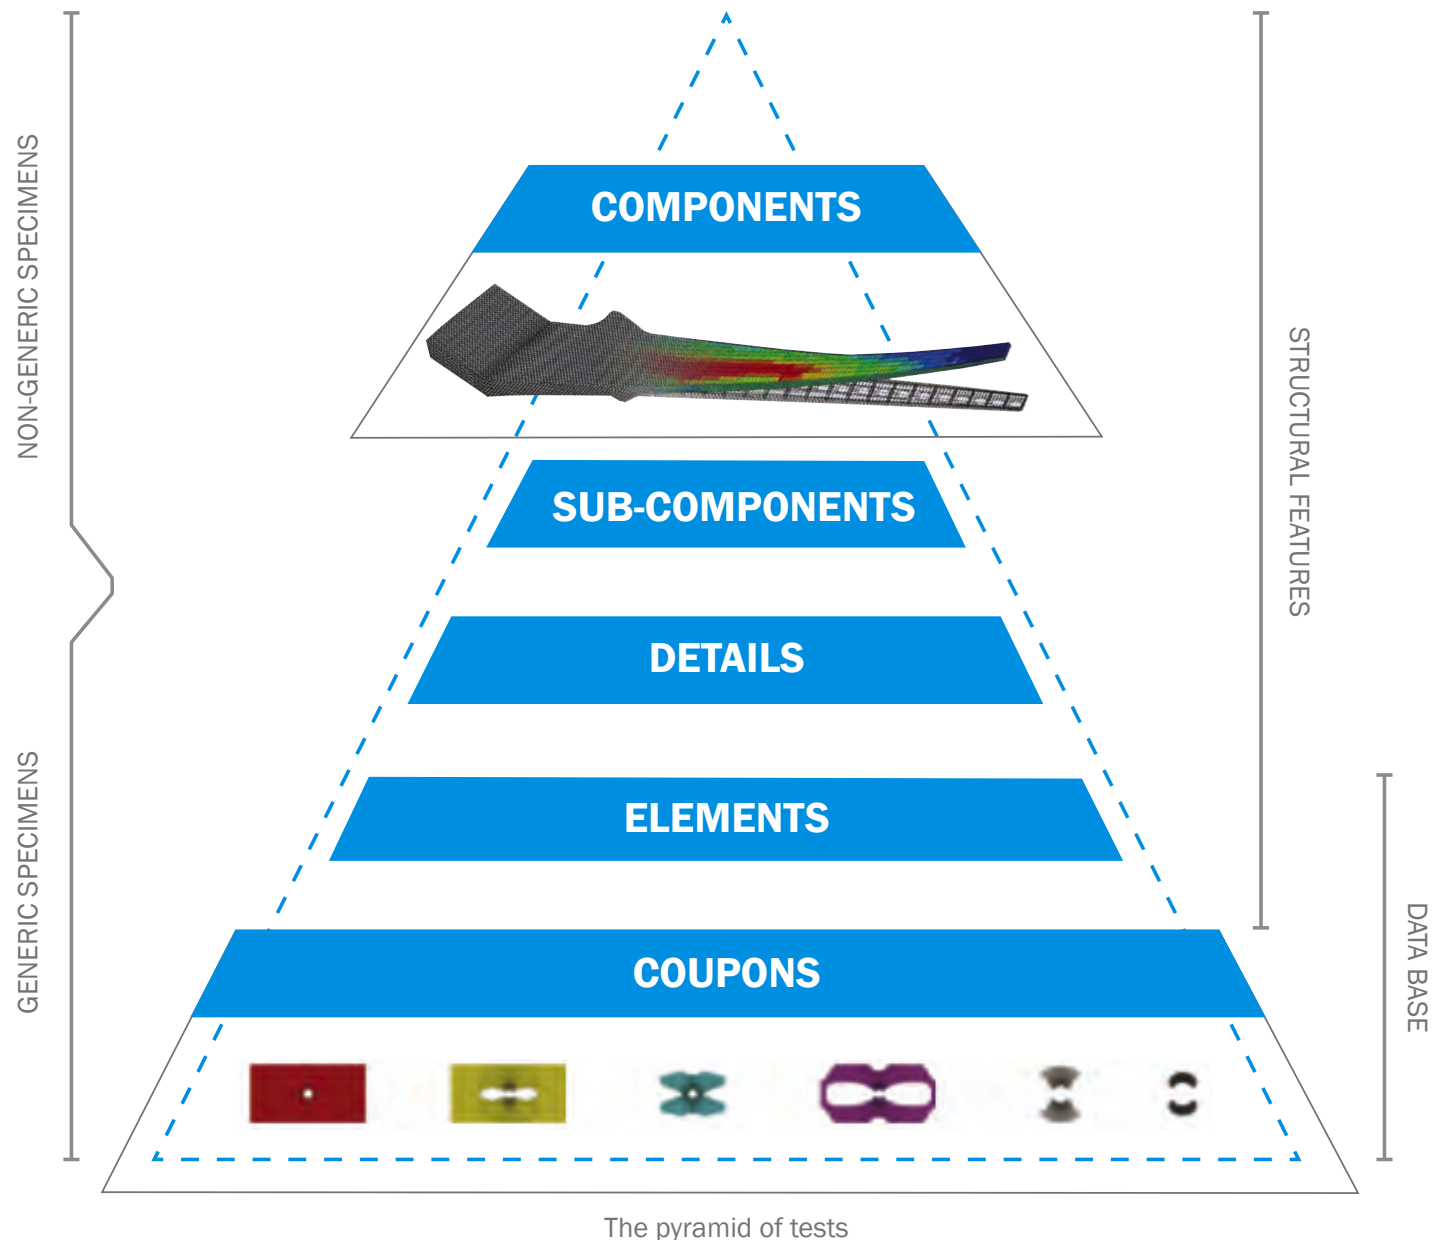 COMPONENTS
NON-GENERIC SPECIMENS
STRUCTURAL FEATURES
SUB-COMPONENTS
DETAILS
ELEMENTS
GENERIC SPECIMENS
DATA BASE
COUPONS
The pyramid of tests